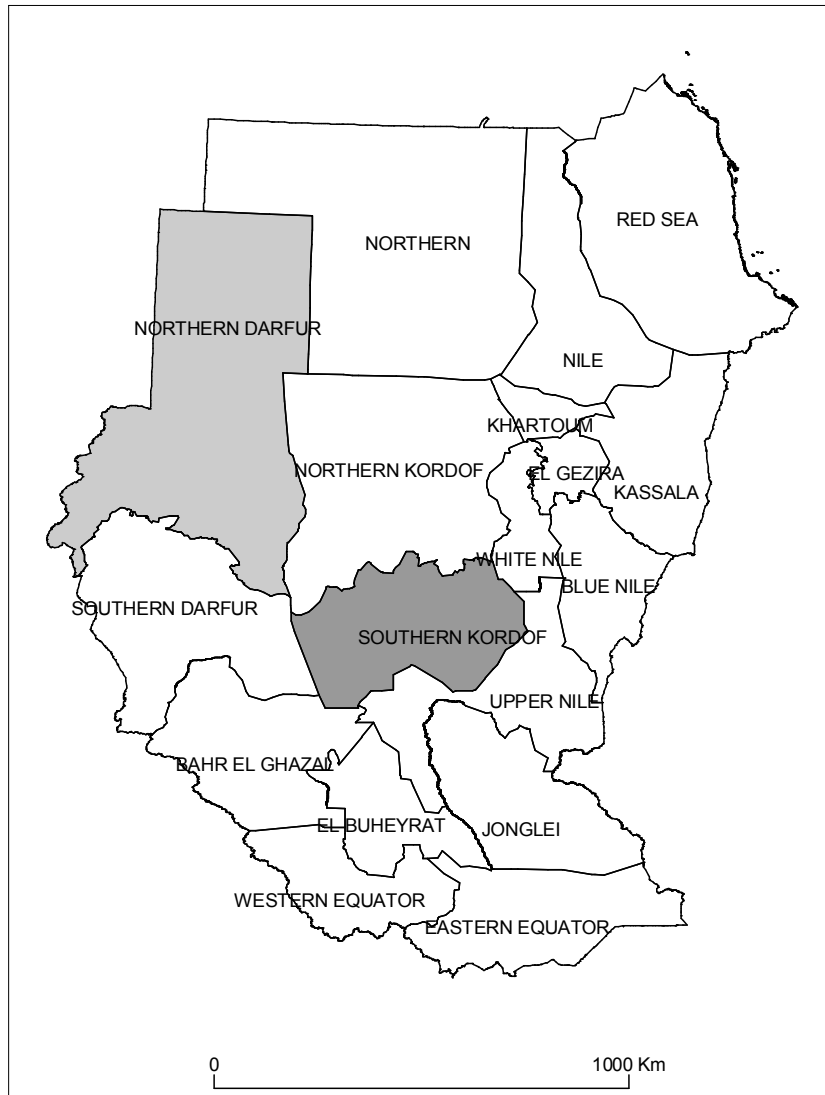 RED SEA
NORTHERN
NORTHERN DARFUR
NILE
KHARTOUM
NORTHERN KORDOF
EL GEZIRA
KASSALA
WHITE NILE
BLUE NILE
SOUTHERN DARFUR
SOUTHERN KORDOF
UPPER NILE
BAHR EL GHAZAL
EL BUHEYRAT
JONGLEI
WESTERN EQUATOR
EASTERN EQUATOR
0 1000 Km